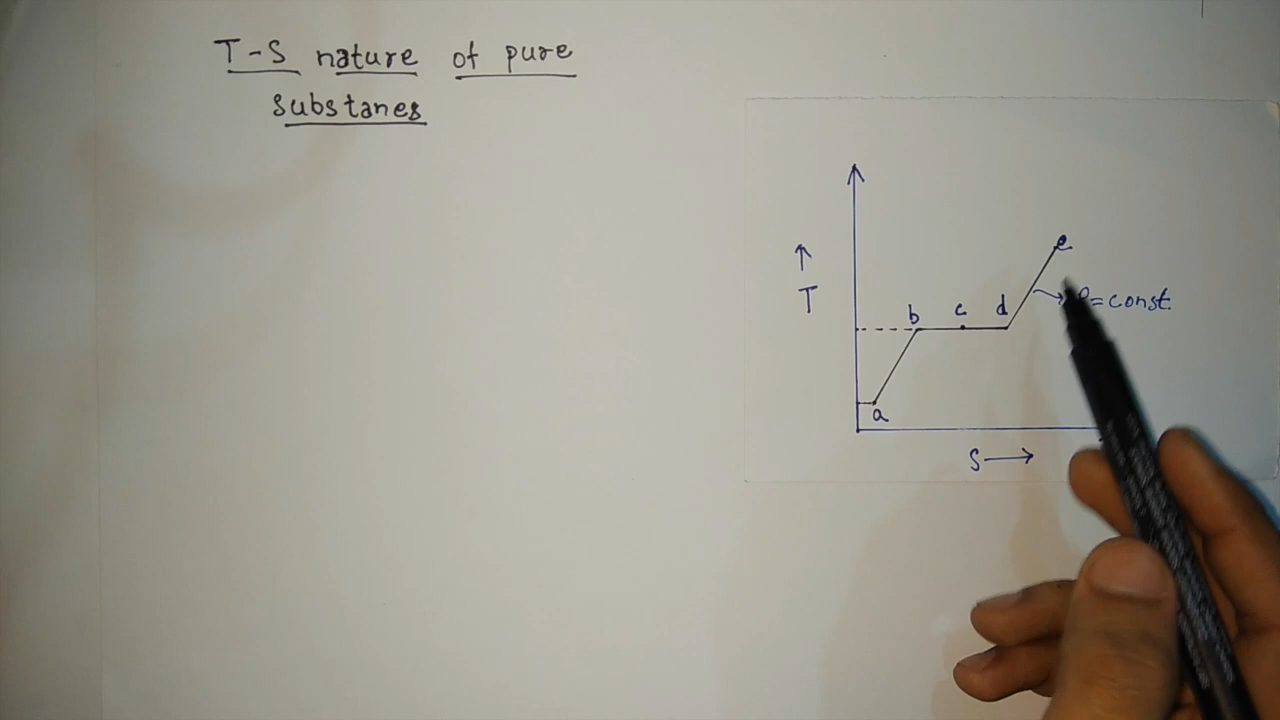 T-S nature of pure
substanes
e
↑
P=const.
T
b c d
a
S →